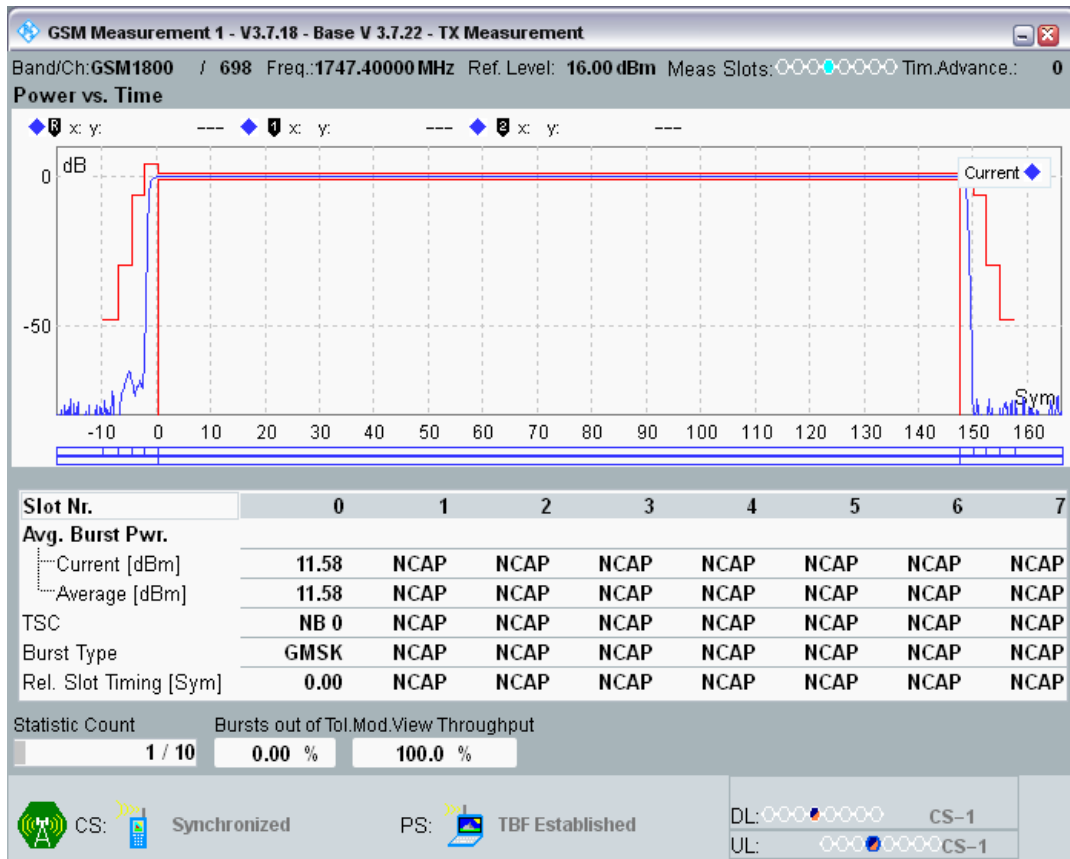 GSM Measurement 1 - V3.7.18 - Base V 3.7.22 - TX Measurement
Band/Ch:GSM1800 / 698 Freq.:1747.40000 MHz Ref. Level: 16.00 dBm Meas Slots: Tim.Advance.: 0
Power vs. Time
R x: y: --- 1 x: y: --- 2 x: y: ---
dB
Current
0
-50
Sym
-10 0 10 20 30 40 50 60 70 80 90 100 110 120 130 140 150 160
Slot Nr. 0 1 2 3 4 5 6 7
Avg. Burst Pwr.
Current [dBm] 11.58 NCAP NCAP NCAP NCAP NCAP NCAP NCAP
Average [dBm] 11.58 NCAP NCAP NCAP NCAP NCAP NCAP NCAP
TSC NB 0 NCAP NCAP NCAP NCAP NCAP NCAP NCAP
Burst Type GMSK NCAP NCAP NCAP NCAP NCAP NCAP NCAP
Rel. Slot Timing [Sym] 0.00 NCAP NCAP NCAP NCAP NCAP NCAP NCAP
Statistic Count Bursts out of Tol.Mod.View Throughput
1 / 10 0.00 % 100.0 %
CS: Synchronized PS: TBF Established DL: CS-1
UL: CS-1